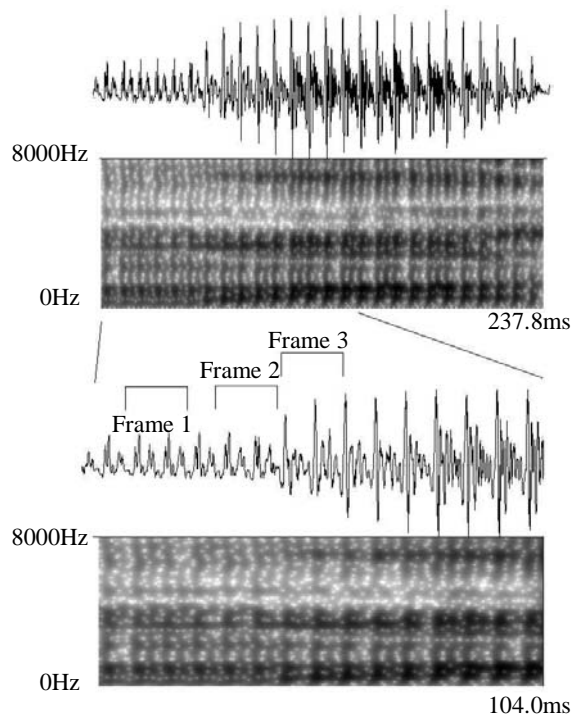 8000Hz
0Hz
237.8ms
Frame 3
Frame 2
Frame 1
8000Hz
0Hz
104.0ms